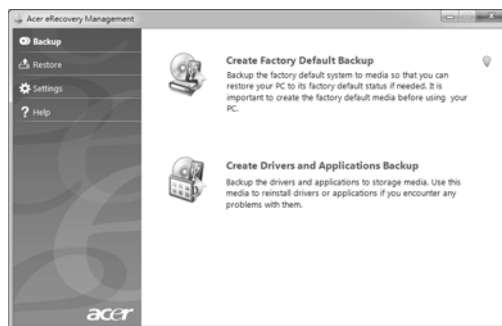 Acer eRecovery Management
Backup
Restore
Settings
Help
Create Factory Default Backup
Backup the factory default system to media so that you can
restore your PC to its factory default status if needed. It is
important to create the factory default media before using your
PC.
Create Drivers and Applications Backup
Backup the drivers and applications to storage media. Use this
media to reinstall drivers or applications if you encounter any
problems with them.
acer